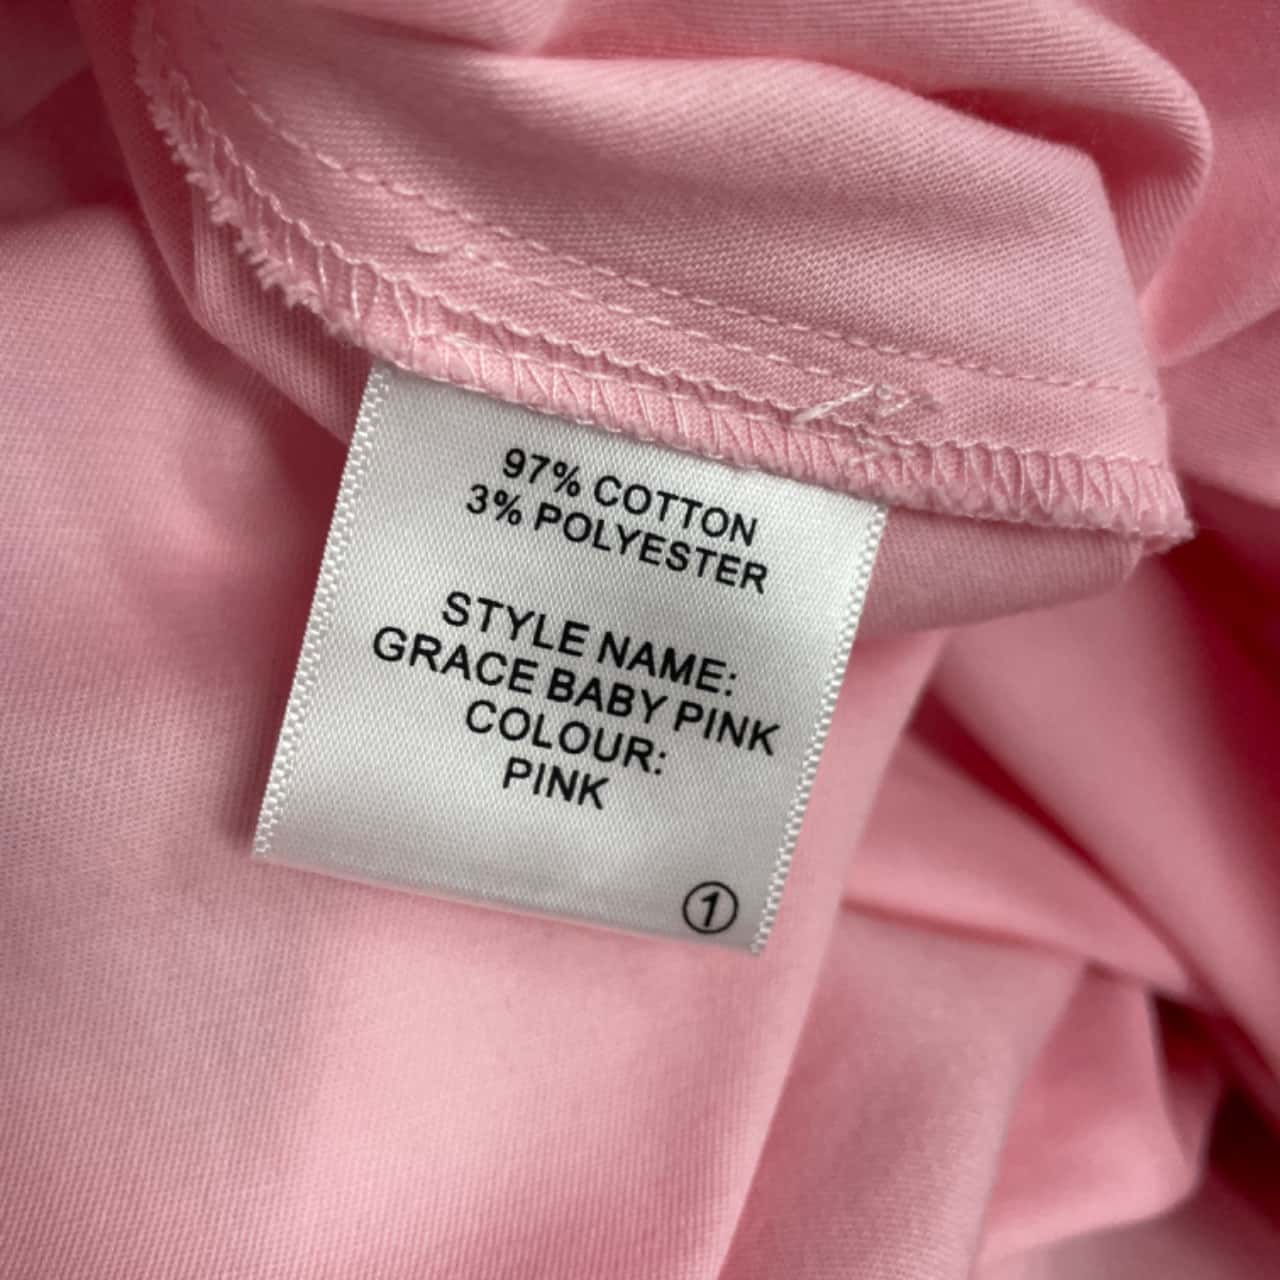 97% COTTON
3% POLYESTER
STYLE NAME:
GRACE BABY PINK
COLOUR:
PINK
1